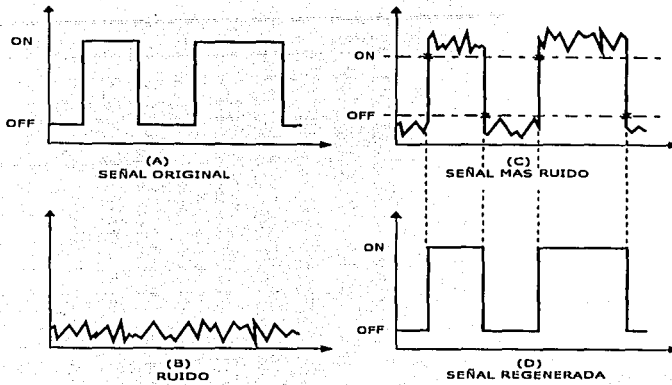 ON
OFF
(A)
SEÑAL ORIGINAL
ON
OFF
(C)
SEÑAL MAS RUIDO
(B)
RUIDO
ON
OFF
(D)
SEÑAL REGENERADA